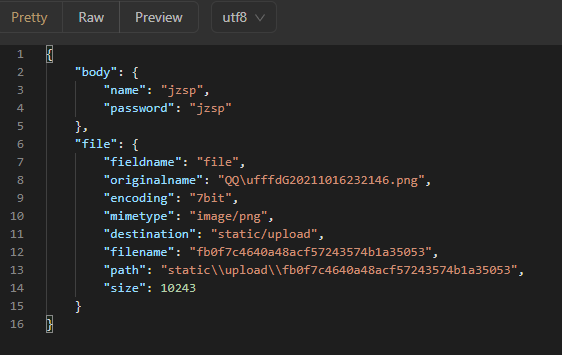 Pretty Raw Preview utf8
1 {
2 "body": {
3 "name": "jzsp",
4 "password": "jzsp"
5 },
6 "file": {
7 "fieldname": "file",
8 "originalname": "QQ\ufffdG20211016232146.png",
9 "encoding": "7bit",
10 "mimetype": "image/png",
11 "destination": "static/upload",
12 "filename": "fb0f7c4640a48acf57243574b1a35053",
13 "path": "static\\upload\\fb0f7c4640a48acf57243574b1a35053",
14 "size": 10243
15 }
16 }